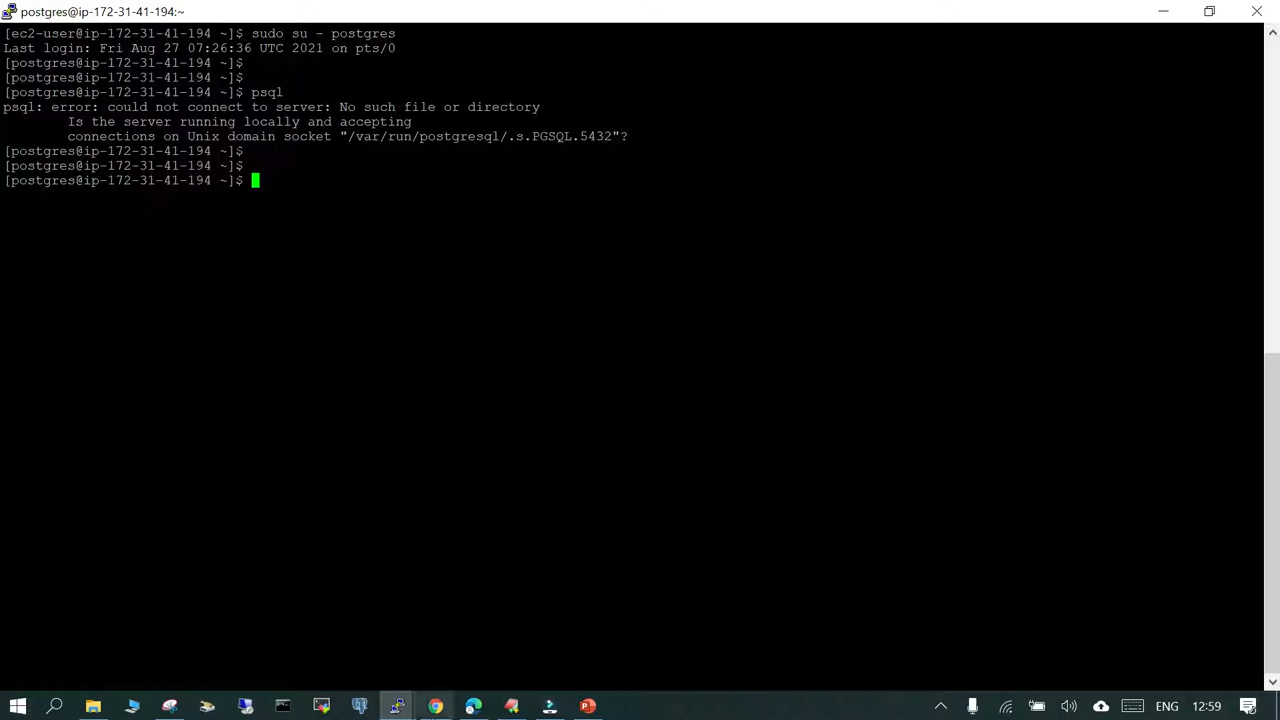 postgres@ip-172-31-41-194:~
[ec2-user@ip-172-31-41-194 ~]$ sudo su - postgres
Last login: Fri Aug 27 07:26:36 UTC 2021 on pts/0
[postgres@ip-172-31-41-194 ~]$
[postgres@ip-172-31-41-194 ~]$
[postgres@ip-172-31-41-194 ~]$ psql
psql: error: could not connect to server: No such file or directory
Is the server running locally and accepting
connections on Unix domain socket "/var/run/postgresql/.s.PGSQL.5432"?
[postgres@ip-172-31-41-194 ~]$
[postgres@ip-172-31-41-194 ~]$
[postgres@ip-172-31-41-194 ~]$
ENG 12:59